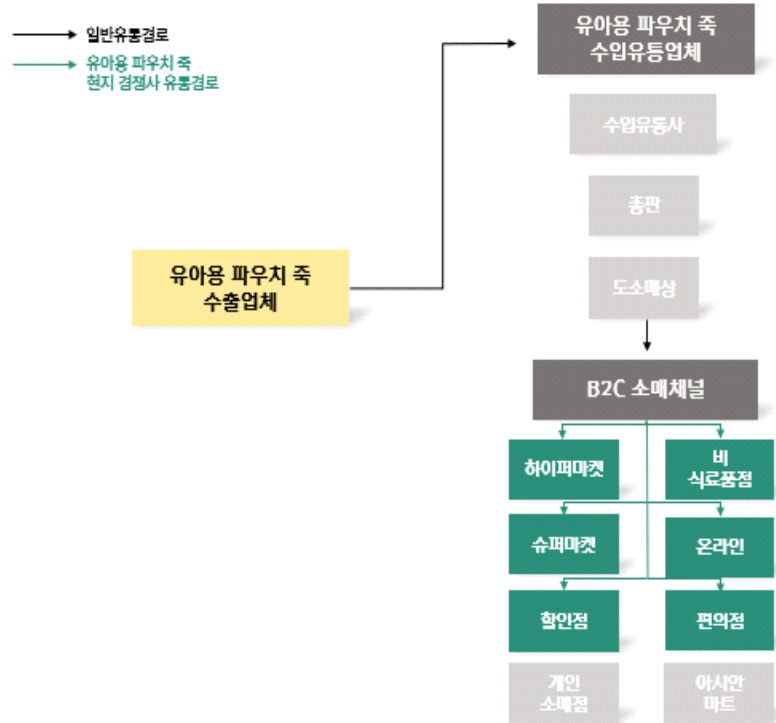 일반유통경로
유아용 파우치 죽
현지 경쟁사 유통경로
유아용 파우치 죽
수입유통업체
수입유통사
총판
유아용 파우치 죽
수출업체
도소매상
B2C 소매채널
하이퍼마켓
비
식료품점
슈퍼마켓
온라인
할인점
편의점
개인
소매점
아시안
마트